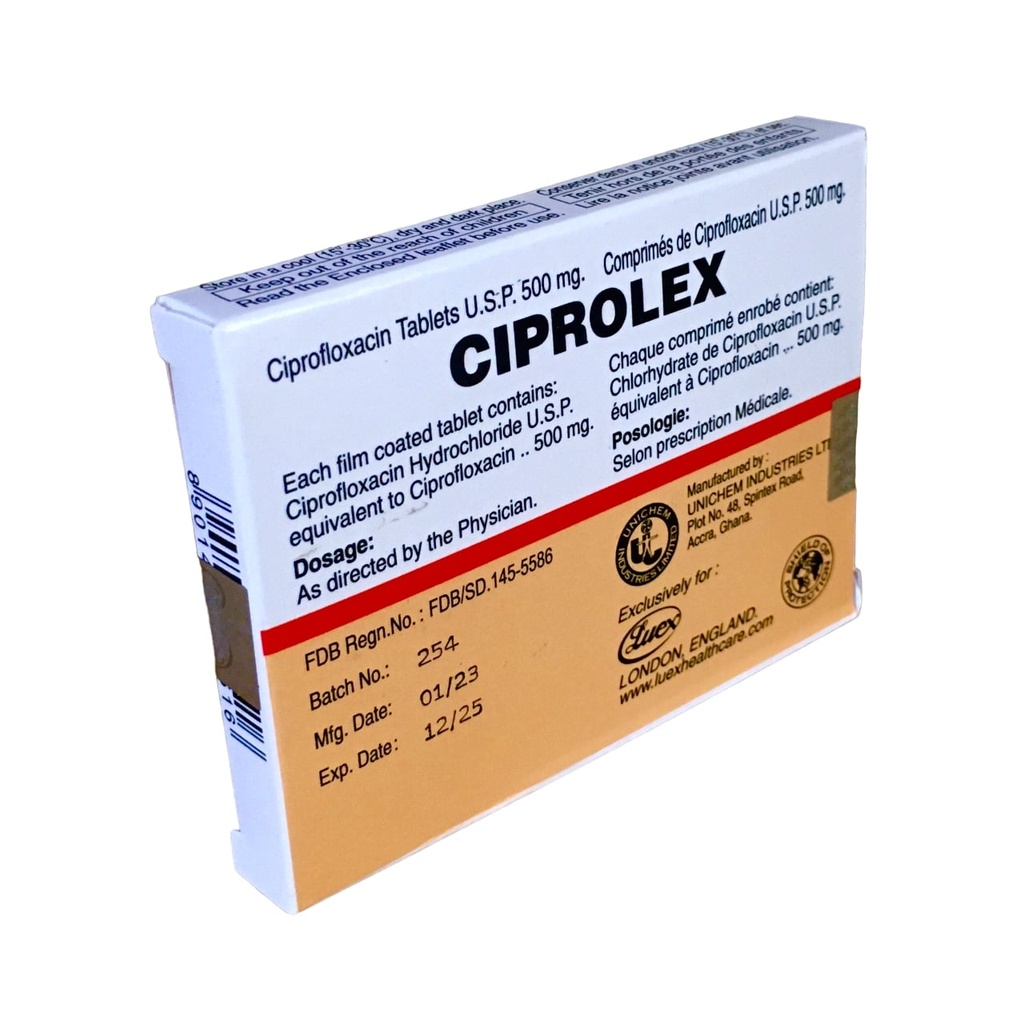 Store in a cool (15°-30°C), dry and dark place.
Keep out of the reach of children
Read the Enclosed leaflet before use.
Conserver dans un endroit frais (15°-30°C), et sec.
Tenir hors de la portée des enfants
Lire la notice jointe avant utilisation.
Ciprofloxacin Tablets U.S.P. 500 mg.
Comprimés de Ciprofloxacin U.S.P. 500 mg.
CIPROLEX
Each film coated tablet contains:
Ciprofloxacin Hydrochloride U.S.P.
equivalent to Ciprofloxacin .. 500 mg.
Dosage:
As directed by the Physician.
Chaque comprimé enrobé contient:
Chlorhydrate de Ciprofloxacin U.S.P.
équivalent à Ciprofloxacin ... 500 mg.
Posologie:
Selon prescription Médicale.
FDB Regn.No.: FDB/SD.145-5586
Batch No.: 254
Mfg. Date: 01/23
Exp. Date: 12/25
UNICHEM
INDUSTRIES LIMITED
Manufactured by :
UNICHEM INDUSTRIES LT
Plot No. 48, Spintex Road,
Accra, Ghana.
Exclusively for :
Luex
LONDON, ENGLAND.
www.luexhealthcare.com
SHIELD OF
PROTECTION
8 9014